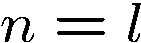 n = l